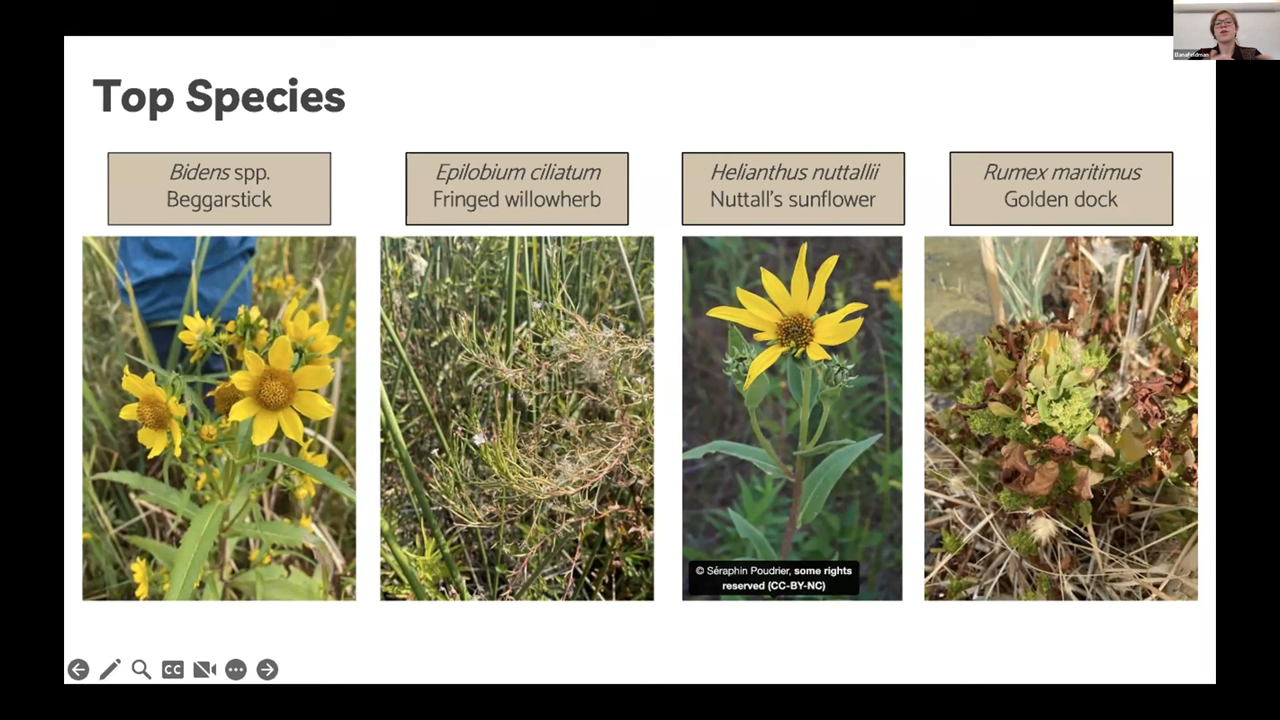 Top Species
Bidens spp.
Beggarstick
Epilobium ciliatum
Fringed willowherb
Helianthus nuttallii
Nuttall's sunflower
Rumex maritimus
Golden dock
© Séraphin Poudrier, some rights
reserved (CC-BY-NC)
CC